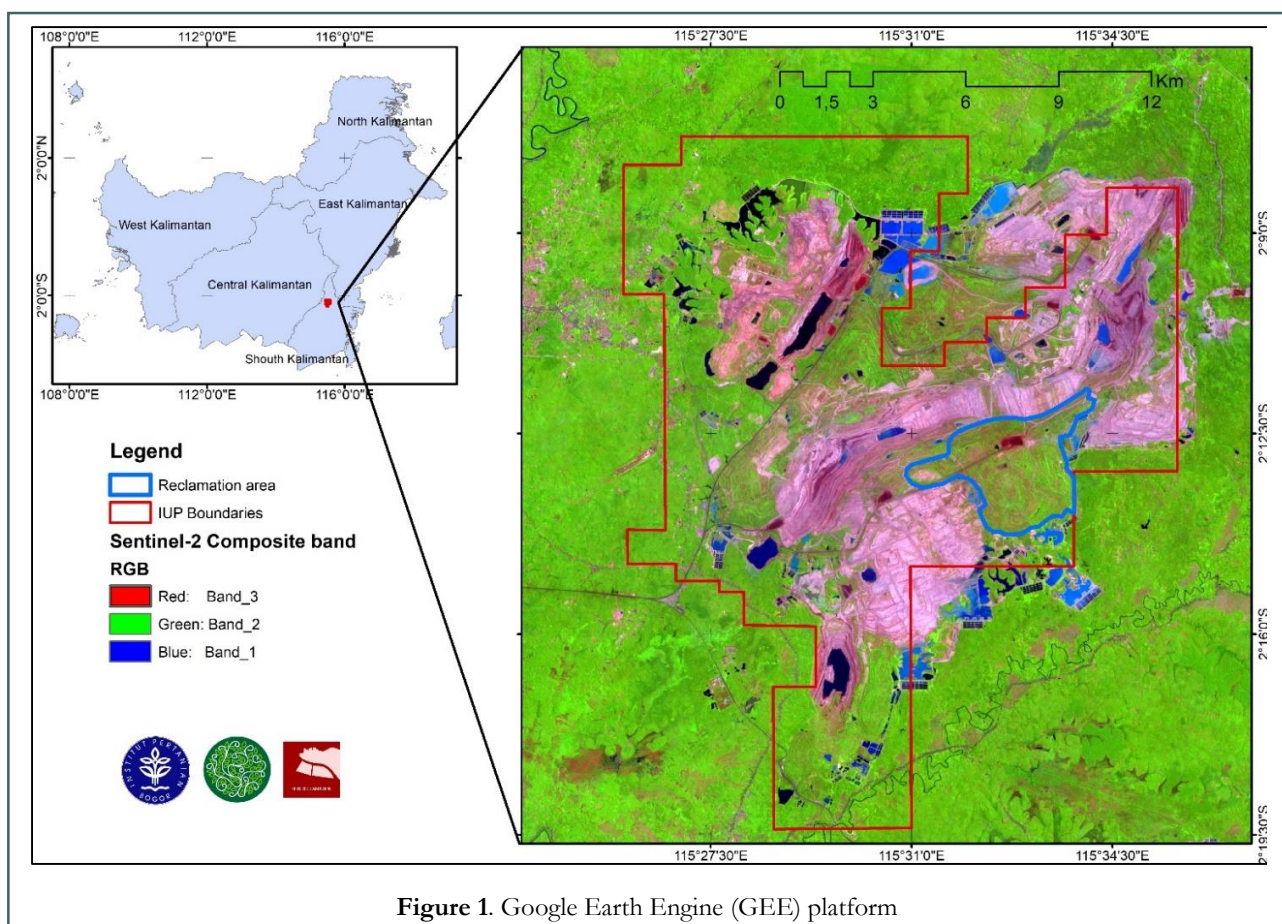 108°0'0"E 112°0'0"E 116°0'0"E
2°0'0"N
2°0'0"S
North Kalimantan
East Kalimantan
West Kalimantan
Central Kalimantan
Shouth Kalimantan
108°0'0"E 112°0'0"E 116°0'0"E
Legend
Reclamation area
IUP Boundaries
Sentinel-2 Composite band
RGB
Red: Band_3
Green: Band_2
Blue: Band_1
INSTITUT PERTANIAN
BOGOR
115°27'30"E 115°31'0"E 115°34'30"E
Km
0 1,5 3 6 9 12
2°9'0"S
2°12'30"S
2°16'0"S
2°19'30"S
115°27'30"E 115°31'0"E 115°34'30"E
Figure 1. Google Earth Engine (GEE) platform